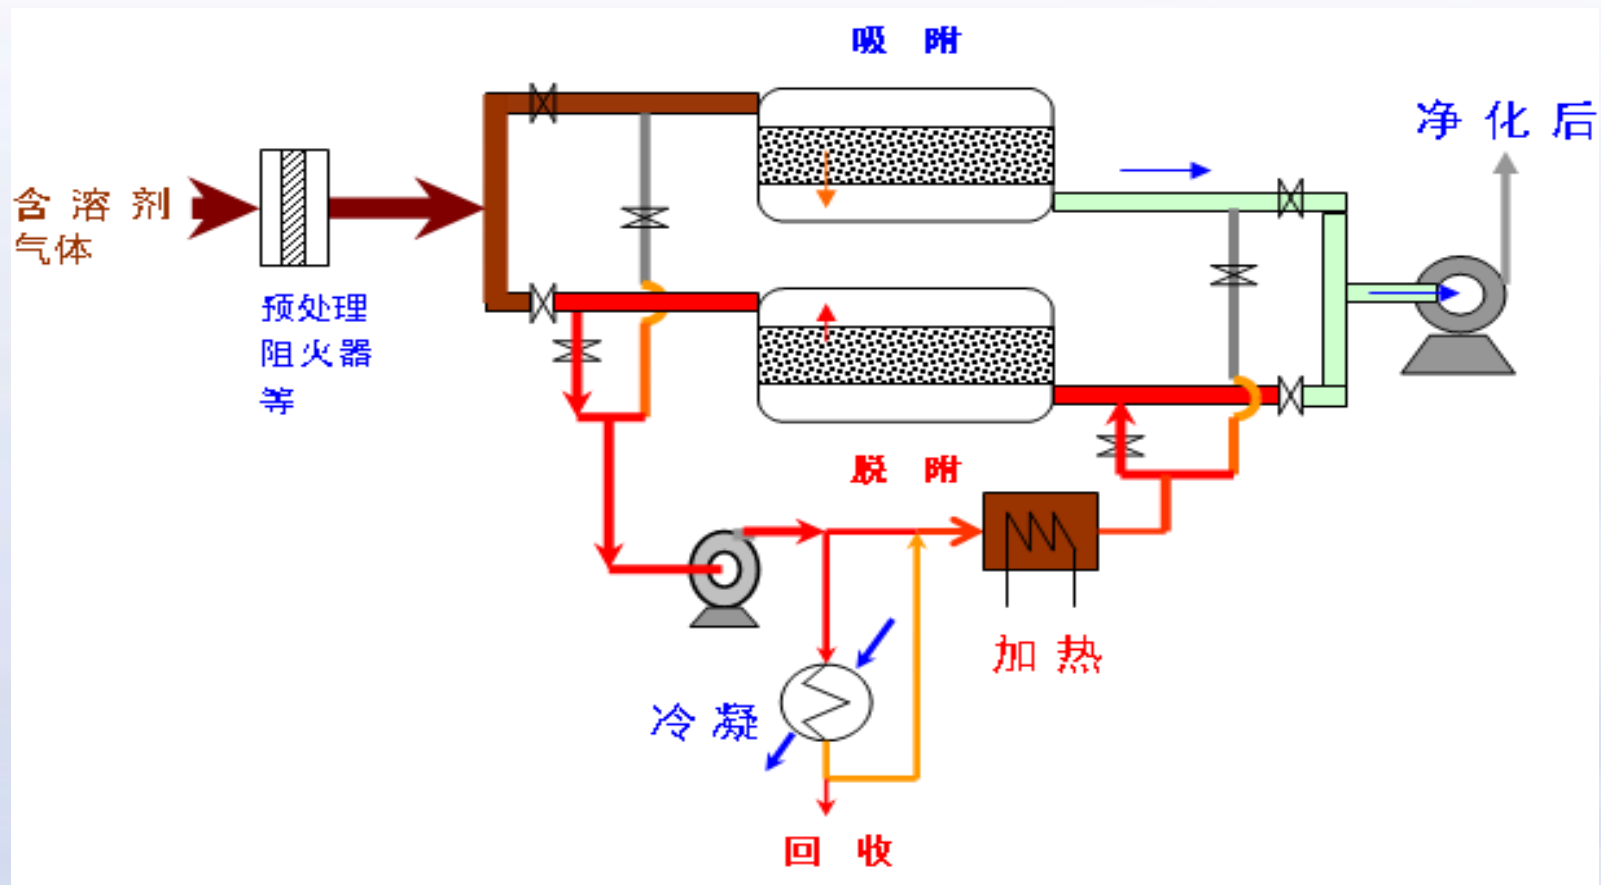 吸 附
净 化 后
含 溶 剂
气体
预处理
阻火器
等
脱 附
加 热
冷 凝
回 收